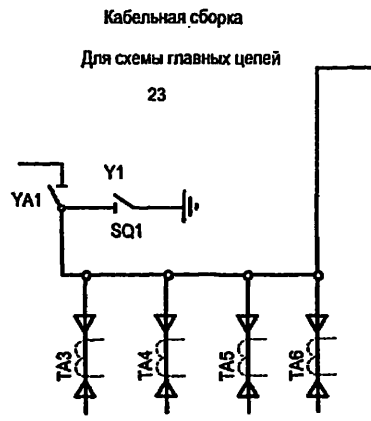 Кабельная сборка
Для схемы главных цепей
23
Y1
YA1
SQ1
TA3
TA4
TA5
TA6